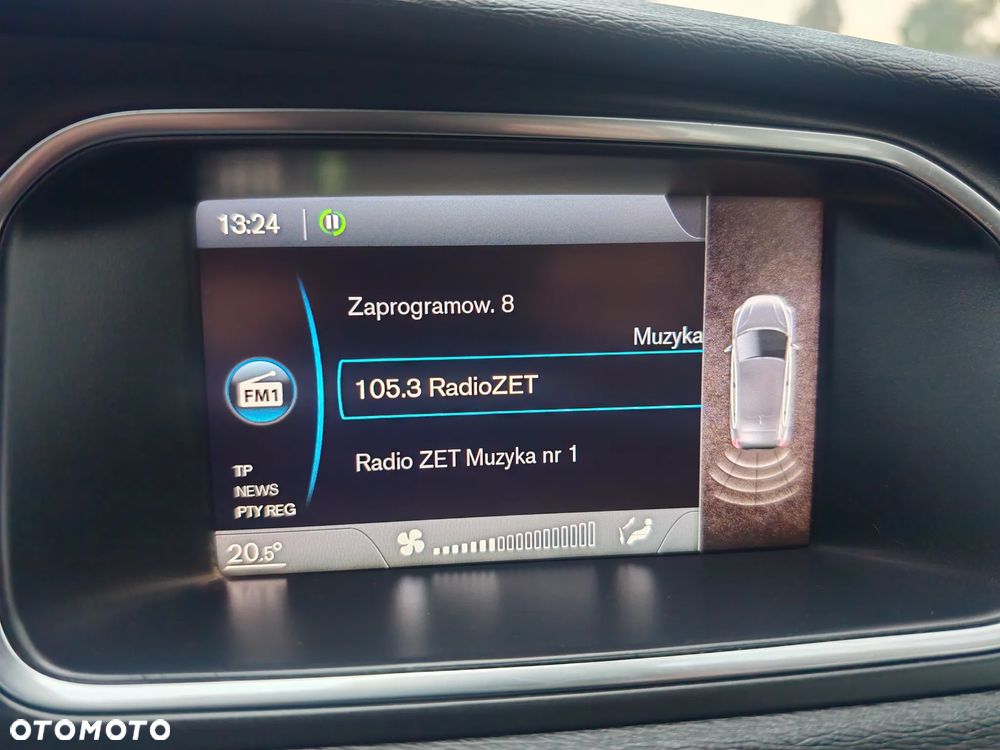 13:24
Zaprogramow. 8
Muzyka
105.3 RadioZET
FM1
Radio ZET Muzyka nr 1
TP
NEWS
PTY REG
20.5°
OTOMOTO